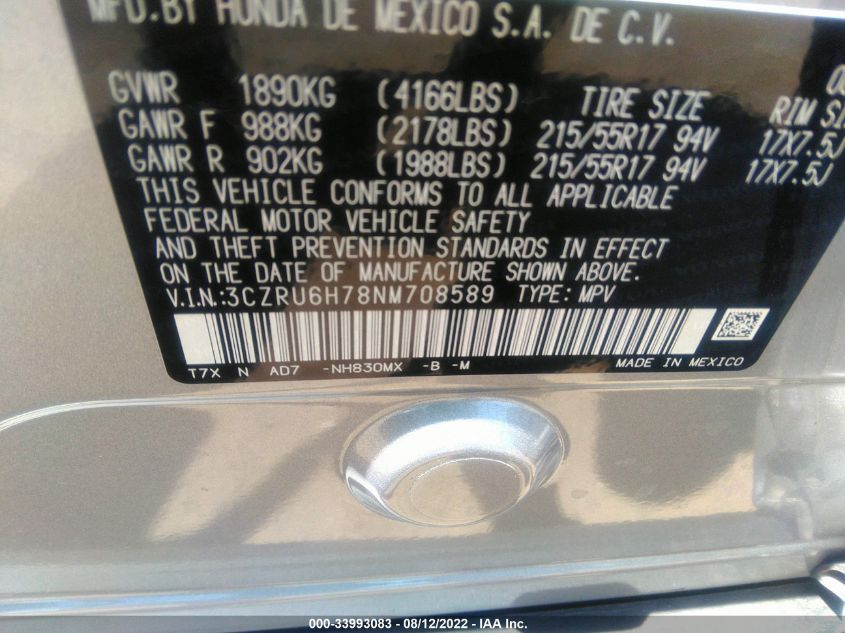 MFD.BY HONDA DE MEXICO S.A. DE C.V.
GVWR 1890KG (4166LBS) TIRE SIZE RIM
GAWR F 988KG (2178LBS) 215/55R17 94V 17X7.5J
GAWR R 902KG (1988LBS) 215/55R17 94V 17X7.5J
THIS VEHICLE CONFORMS TO ALL APPLICABLE
FEDERAL MOTOR VEHICLE SAFETY
AND THEFT PREVENTION STANDARDS IN EFFECT
ON THE DATE OF MANUFACTURE SHOWN ABOVE.
V.I.N.:3CZRU6H78NM708589 TYPE: MPV
T7X N AD7 -NH830MX -B -M MADE IN MEXICO
000-33993083 - 08/12/2022 - IAA Inc.